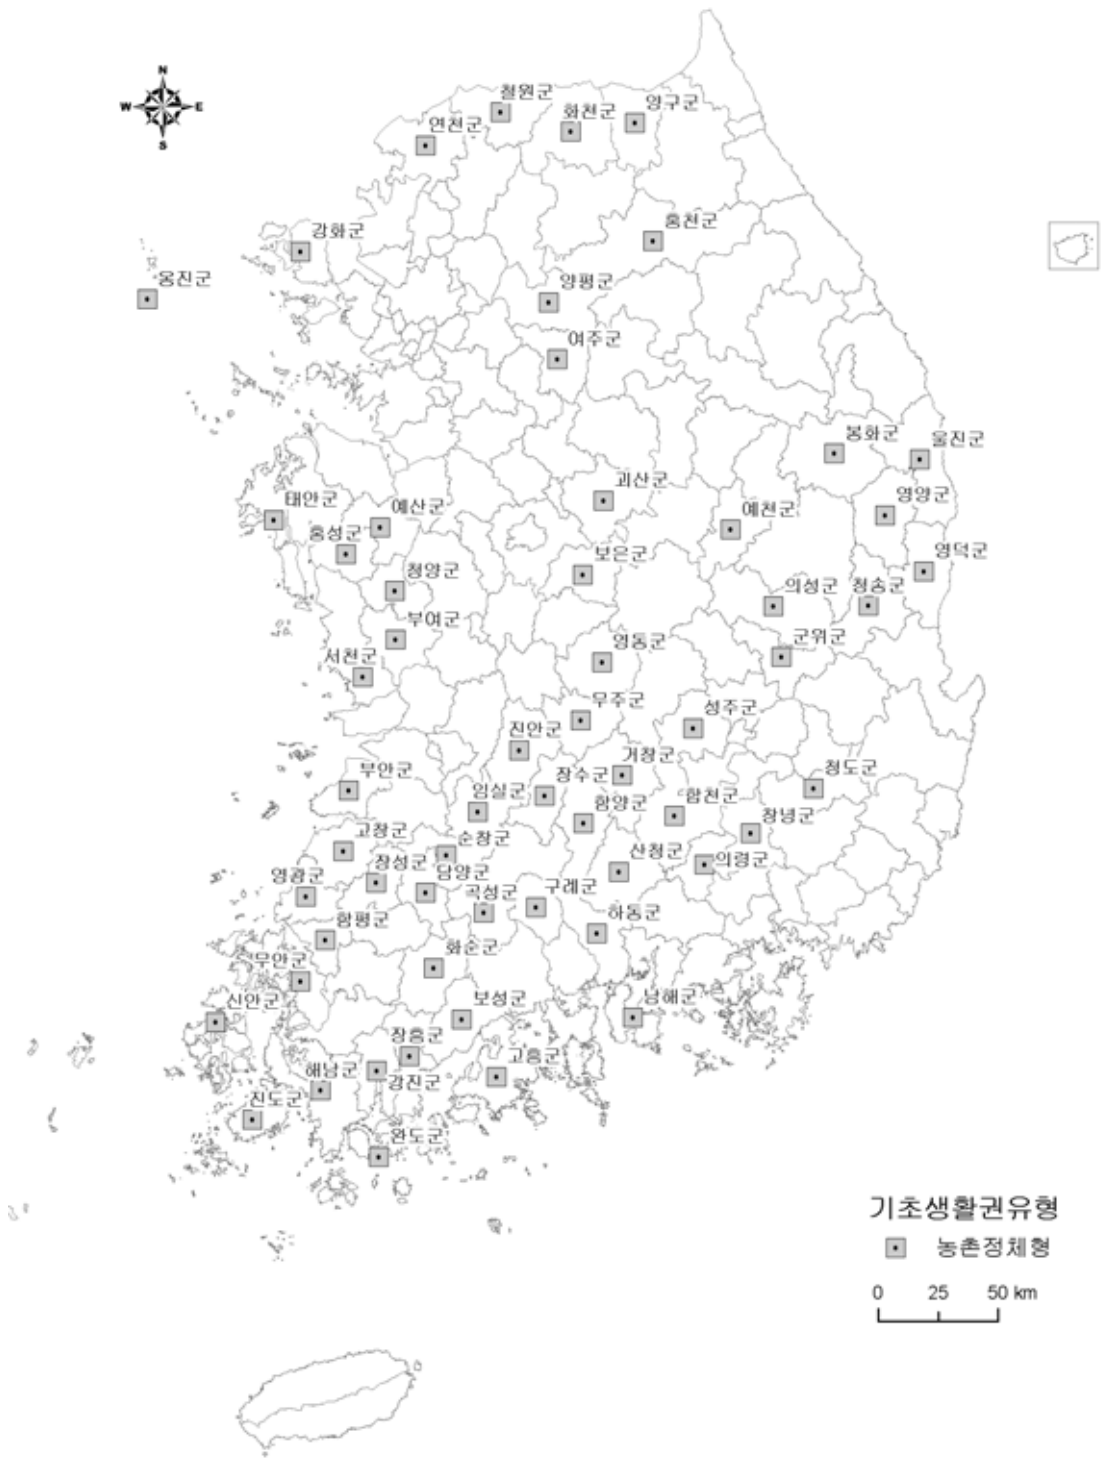 N
W
E
S
철원군
화천군
양구군
연천군
강화군
홍천군
옹진군
양평군
여주군
봉화군
울진군
괴산군
태안군
예산군
예천군
영양군
홍성군
보은군
영덕군
청양군
의성군
청송군
부여군
군위군
서천군
영동군
무주군
성주군
진안군
거창군
부안군
임실군
장수군
청도군
함양군
합천군
창녕군
고창군
순창군
장성군
담양군
산청군
의령군
영광군
곡성군
구례군
함평군
하동군
화순군
무안군
신안군
보성군
남해군
장흥군
고흥군
해남군
강진군
진도군
완도군
기초생활권유형
농촌정체형
0 25 50 km